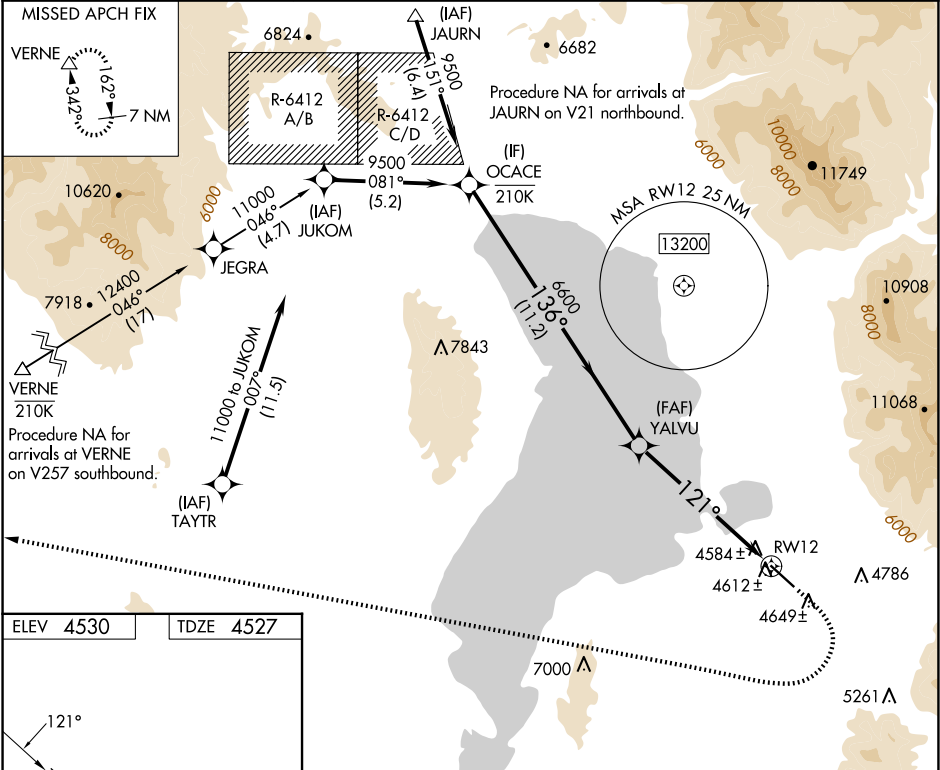 MISSED APCH FIX
VERNE
162°
342°
7 NM
6824
(IAF)
JAURN
9500
151°
(6.4)
6682
Procedure NA for arrivals at
JAURN on V21 northbound.
R-6412
A/B
R-6412
C/D
10000
8000
6000
11749
10620
6000
8000
9500
081°
(5.2)
(IF)
OCACE
210K
11000
046°
(4.7)
(IAF)
JUKOM
JEGRA
MSA RW12 25 NM
13200
12400
046°
(17)
7918
VERNE
210K
Procedure NA for
arrivals at VERNE
on V257 southbound.
11000 to JUKOM
007°
(11.5)
(IAF)
TAYTR
7843
6600
136°
(11.2)
10908
8000
11068
(FAF)
YALVU
121°
6000
4584±
RW12
4612±
4786
4649±
7000
5261
ELEV 4530
TDZE 4527
121°